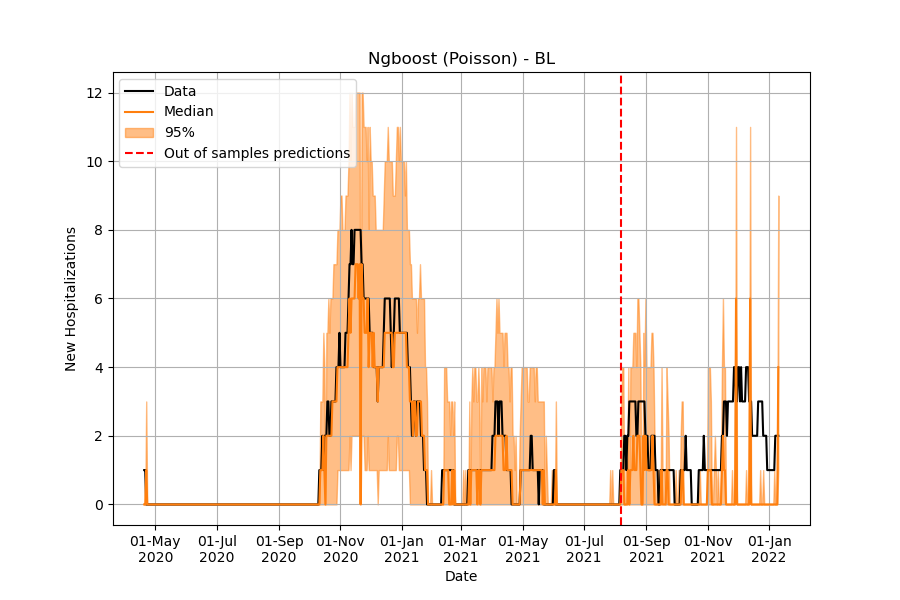 Ngboost (Poisson) - BL
Data
Median
95%
Out of samples predictions
New Hospitalizations
12
10
8
6
4
2
0
01-May 01-Jul 01-Sep 01-Nov 01-Jan 01-Mar 01-May 01-Jul 01-Sep 01-Nov 01-Jan
2020 2020 2020 2020 2021 2021 2021 2021 2021 2021 2022
Date